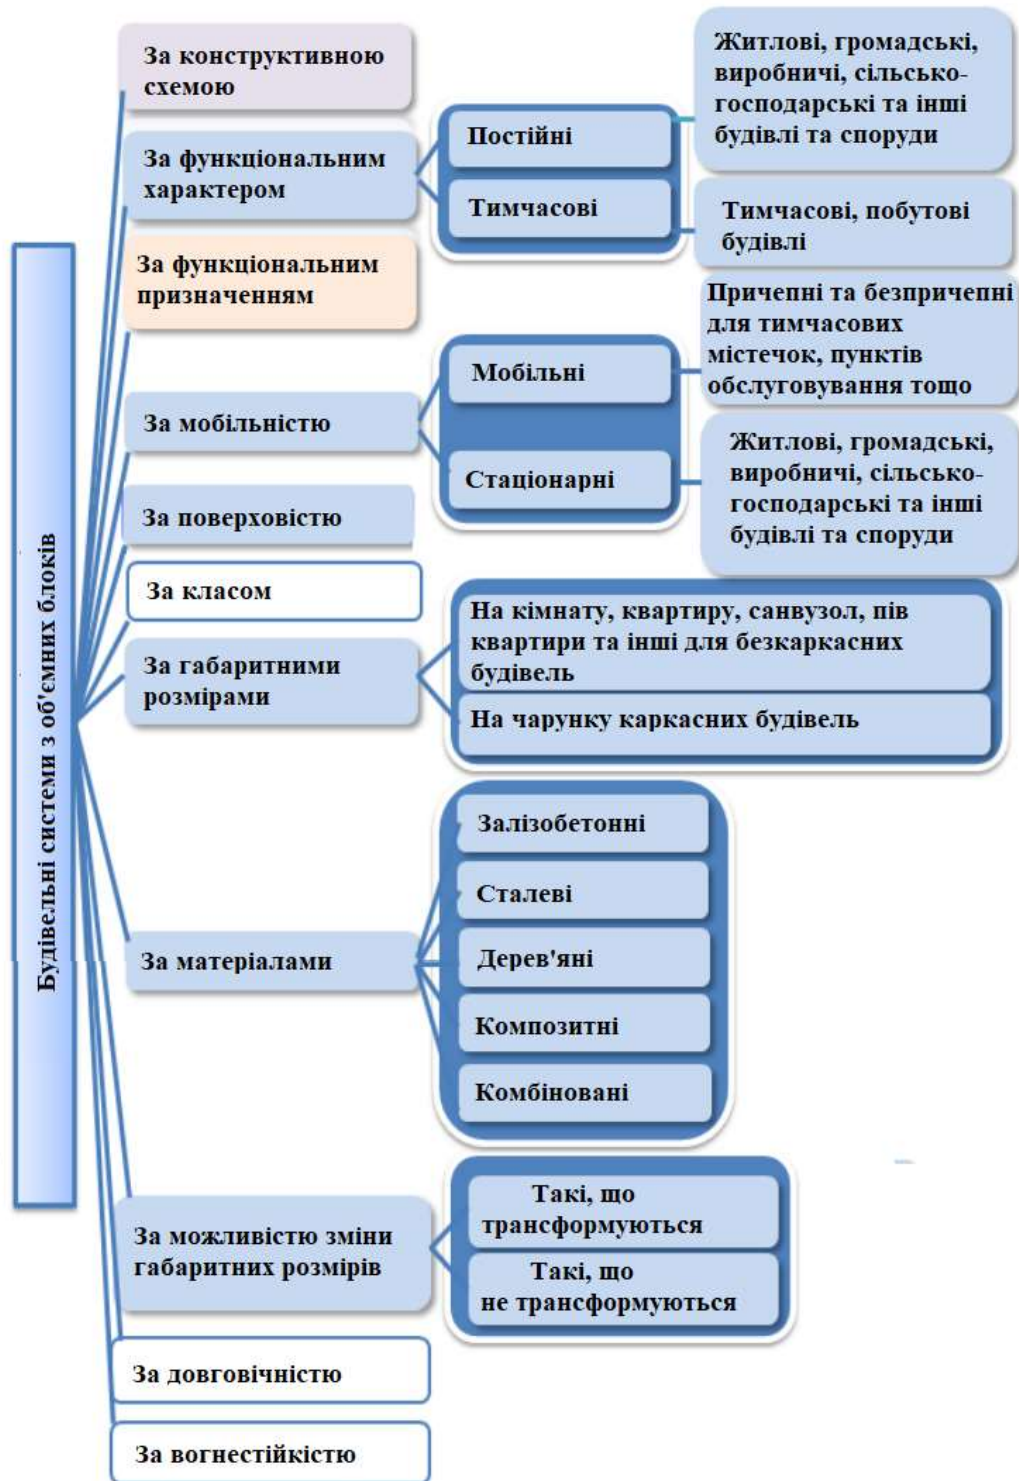 Будівельні системи з об'ємних блоків
За конструктивною
схемою
За функціональним
характером
Постійні
Тимчасові
Житлові, громадські,
виробничі, сільсько-
господарські та інші
будівлі та споруди
Тимчасові, побутові
будівлі
За функціональним
призначенням
За мобільністю
Мобільні
Стаціонарні
Причепні та безпричепні
для тимчасових
містечок, пунктів
обслуговування тощо
Житлові, громадські,
виробничі, сільсько-
господарські та інші
будівлі та споруди
За поверховістю
За класом
За габаритними
розмірами
На кімнату, квартиру, санвузол, пів
квартири та інші для безкаркасних
будівель
На чарунку каркасних будівель
За матеріалами
Залізобетонні
Сталеві
Дерев'яні
Композитні
Комбіновані
За можливістю зміни
габаритних розмірів
Такі, що
трансформуються
Такі, що
не трансформуються
За довговічністю
За вогнестійкістю